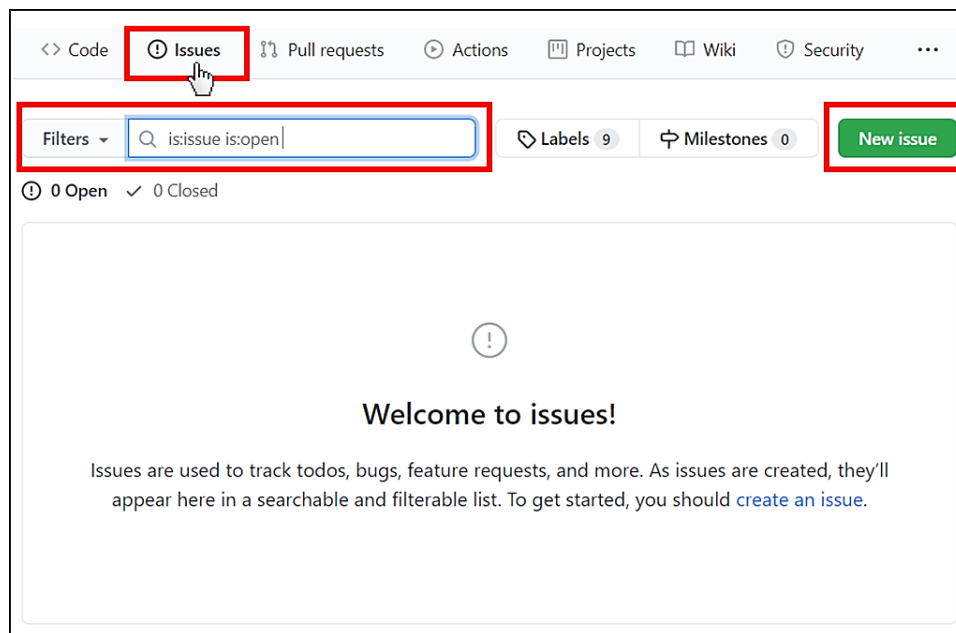 Code Issues Pull requests Actions Projects Wiki Security ...
Filters is:issue is:open Labels 9 Milestones 0 New issue
0 Open 0 Closed
Welcome to issues!
Issues are used to track todos, bugs, feature requests, and more. As issues are created, they’ll
appear here in a searchable and filterable list. To get started, you should create an issue.